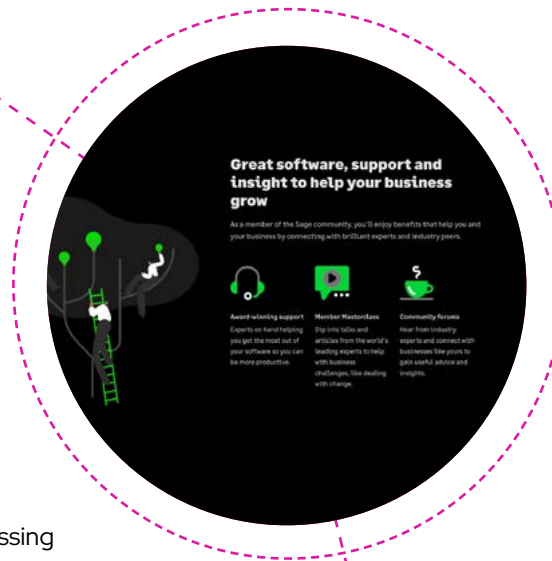 Great software, support and
insight to help your business
grow
As a member of the Sage community, you'll enjoy benefits that help you and
your business by connecting with brilliant experts and industry peers.
Award-winning support
Experts on hand helping
you get the most out of
your software so you can
be more productive.
Member Masterclass
Dip into talks and
articles from the world's
leading experts to help
with business
challenges, like dealing
with change.
Community forums
Hear from industry
experts and connect with
businesses like yours to
gain useful advice and
insights.
ssing